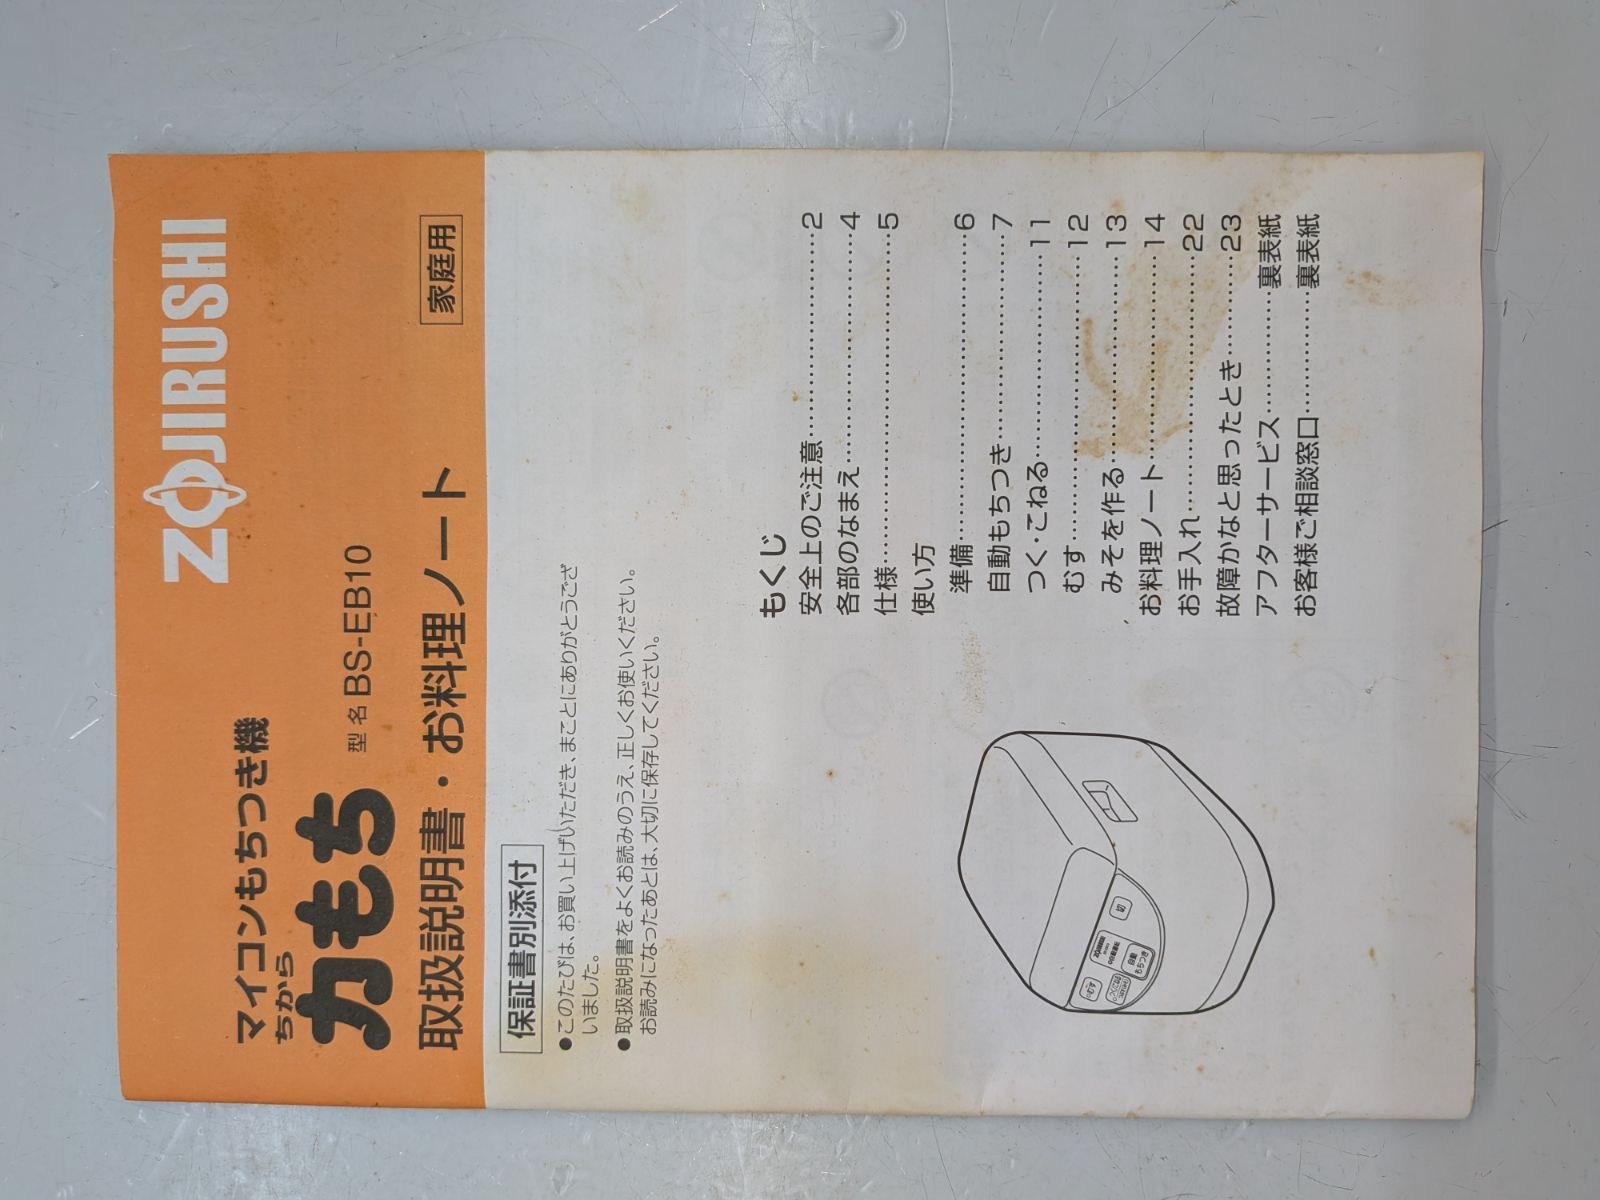 ZOJIRUSHI
マイコンもちつき機
ちから
力もち
型名 BS-EB10
取扱説明書・お料理ノート
家庭用
保証書別添付
●このたびは、お買い上げいただき、まことにありがとうござ
いました。
●取扱説明書をよくお読みのうえ、正しくお使いください。
お読みになったあとは、大切に保存してください。
もくじ
安全上のご注意……………………2
各部のなまえ………………………4
仕様…………………………………5
使い方
準備…………………………………6
自動もちつき………………………7
つく・こねる………………………11
むす…………………………………12
みそを作る…………………………13
お料理ノート………………………14
お手入れ……………………………22
故障かなと思ったとき……………23
アフターサービス…………裏表紙
お客様ご相談窓口…………裏表紙
切
自動
もちつき